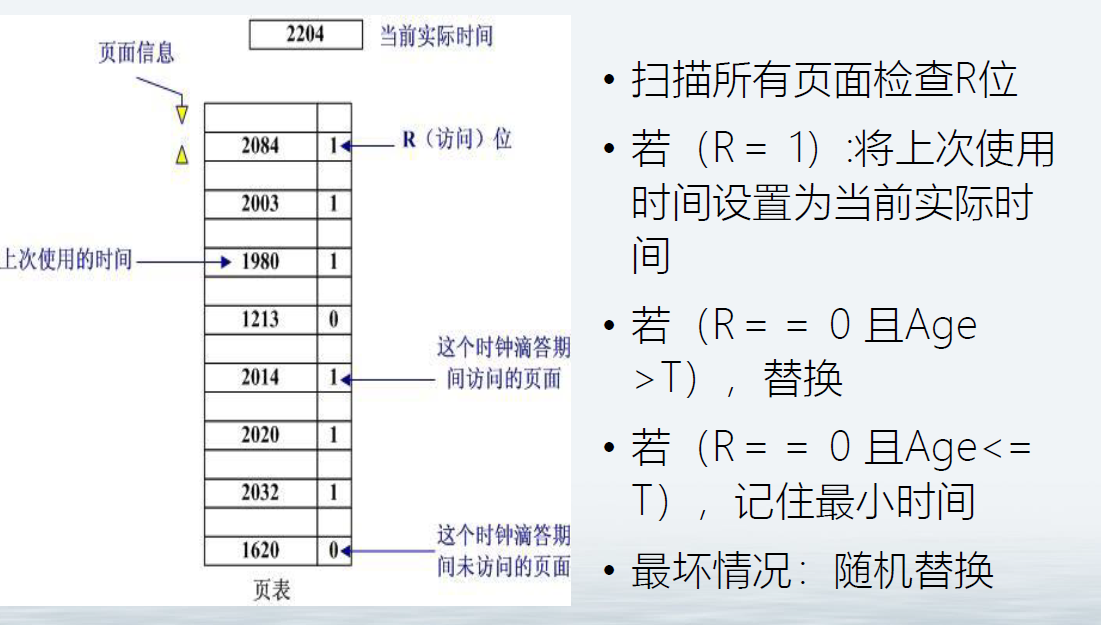 2204 当前实际时间
页面信息
2084 1 R（访问）位
2003 1
上次使用的时间 1980 1
1213 0
这个时钟滴答期
间访问的页面
2014 1
2020 1
2032 1
这个时钟滴答期
间未访问的页面
1620 0
页表
• 扫描所有页面检查R位
• 若（R = 1）:将上次使用
时间设置为当前实际时
间
• 若（R = = 0 且Age
>T），替换
• 若（R = = 0 且Age<=
T），记住最小时间
• 最坏情况：随机替换